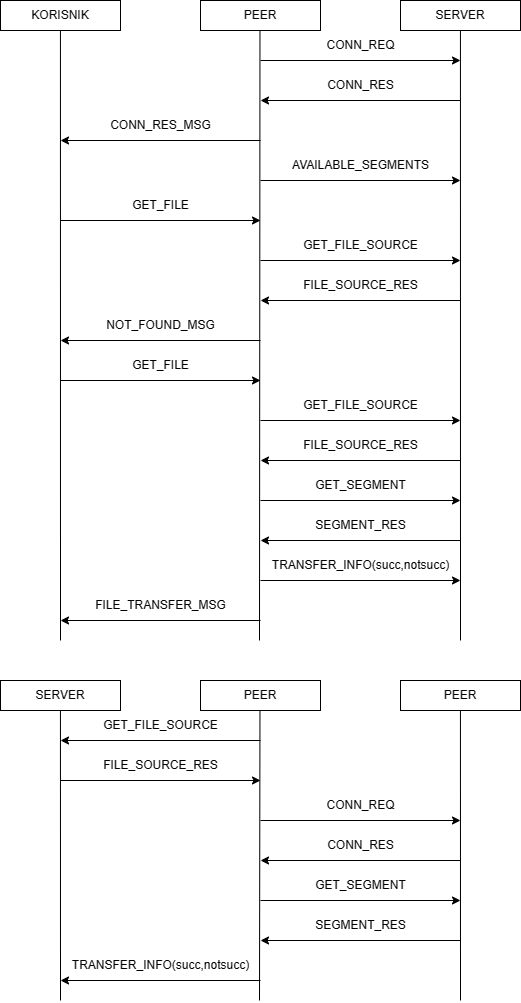 KORISNIK
PEER
SERVER
CONN_REQ
CONN_RES
CONN_RES_MSG
AVAILABLE_SEGMENTS
GET_FILE
GET_FILE_SOURCE
FILE_SOURCE_RES
NOT_FOUND_MSG
GET_FILE
GET_FILE_SOURCE
FILE_SOURCE_RES
GET_SEGMENT
SEGMENT_RES
TRANSFER_INFO(succ,notsucc)
FILE_TRANSFER_MSG
SERVER
PEER
PEER
GET_FILE_SOURCE
FILE_SOURCE_RES
CONN_REQ
CONN_RES
GET_SEGMENT
SEGMENT_RES
TRANSFER_INFO(succ,notsucc)